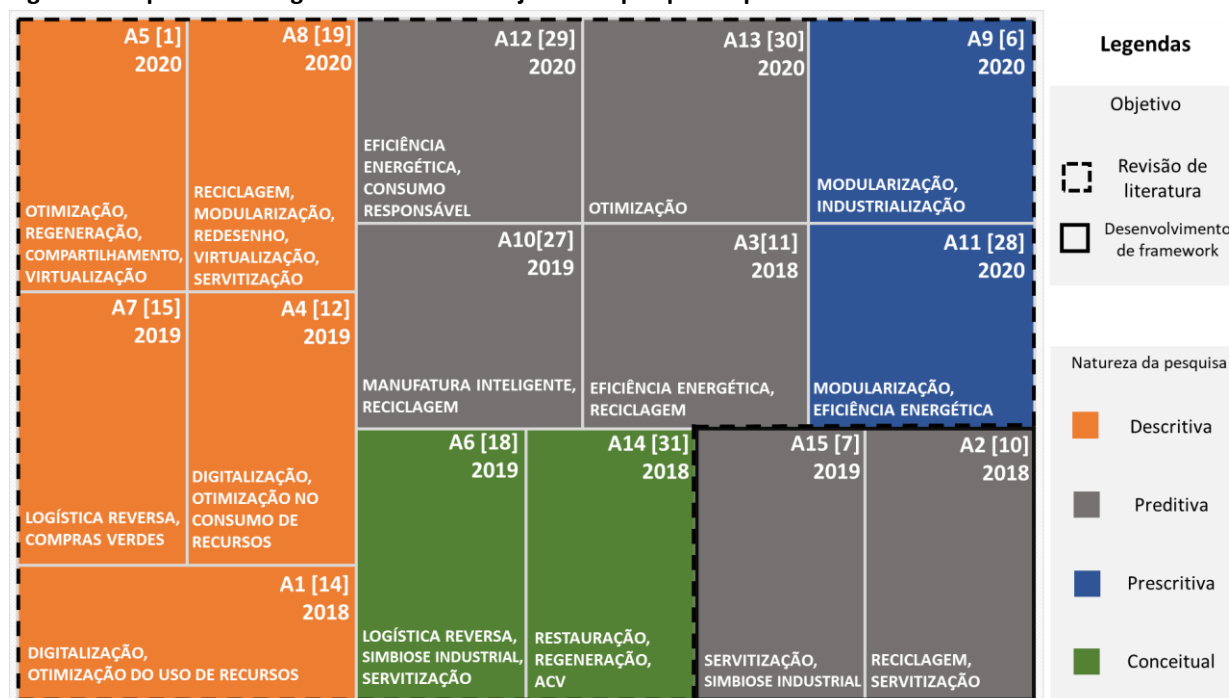 A5 [1]
2020
OTIMIZAÇÃO,
REGENERAÇÃO,
COMPARTILHAMENTO,
VIRTUALIZAÇÃO
A8 [19]
2020
RECICLAGEM,
MODULARIZAÇÃO,
REDESENHO,
VIRTUALIZAÇÃO,
SERVITIZAÇÃO
A12 [29]
2020
EFICIÊNCIA
ENERGÉTICA,
CONSUMO
RESPONSÁVEL
A13 [30]
2020
OTIMIZAÇÃO
A9 [6]
2020
MODULARIZAÇÃO,
INDUSTRIALIZAÇÃO
A7 [15]
2019
LOGÍSTICA REVERSA,
COMPRAS VERDES
A4 [12]
2019
DIGITALIZAÇÃO,
OTIMIZAÇÃO NO
CONSUMO DE
RECURSOS
A10[27]
2019
MANUFATURA INTELIGENTE,
RECICLAGEM
A3[11]
2018
EFICIÊNCIA ENERGÉTICA,
RECICLAGEM
A11 [28]
2020
MODULARIZAÇÃO,
EFICIÊNCIA ENERGÉTICA
A1 [14]
2018
DIGITALIZAÇÃO,
OTIMIZAÇÃO DO USO DE RECURSOS
A6 [18]
2019
LOGÍSTICA REVERSA,
SIMBIOSE INDUSTRIAL,
SERVITIZAÇÃO
A14 [31]
2018
RESTAURAÇÃO,
REGENERAÇÃO,
ACV
A15 [7]
2019
SERVITIZAÇÃO,
SIMBIOSE INDUSTRIAL
A2 [10]
2018
RECICLAGEM,
SERVITIZAÇÃO
Legendas
Objetivo
Revisão de
literatura
Desenvolvimento
de framework
Natureza da pesquisa
Descritiva
Preditiva
Prescritiva
Conceitual